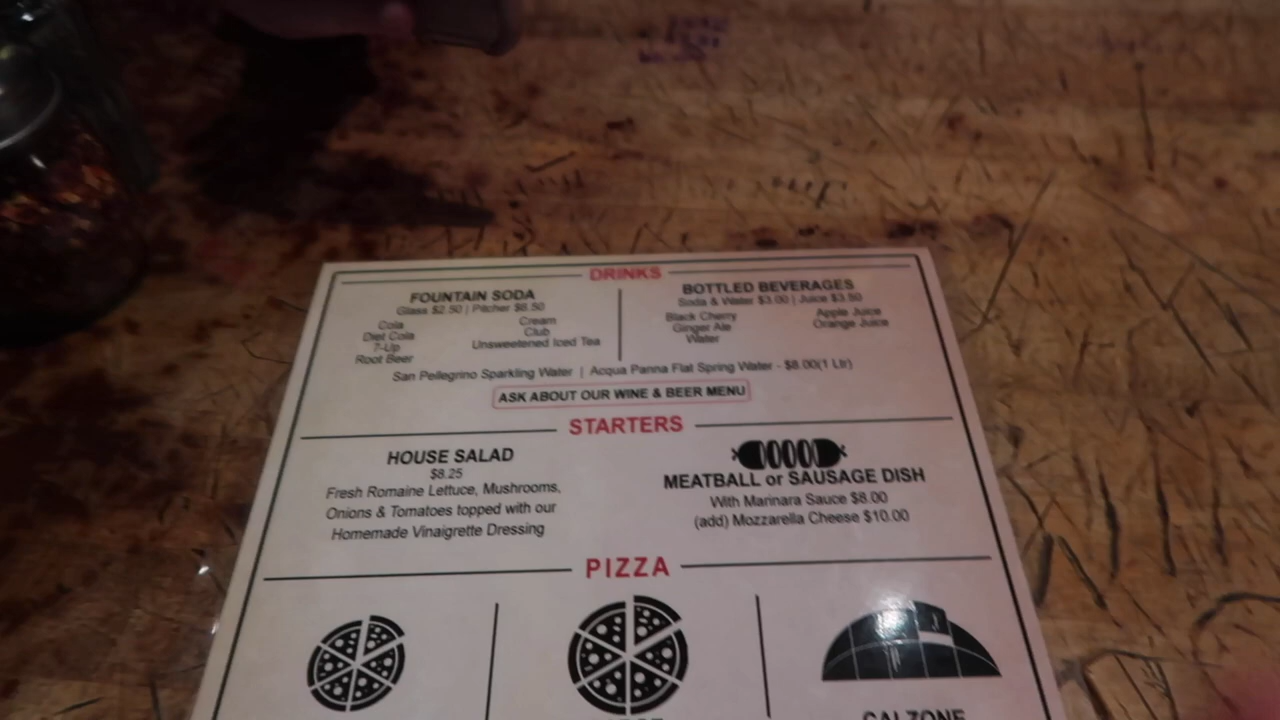 DRINKS
FOUNTAIN SODA
Glass $2.50 | Pitcher $8.50
Cola
Diet Cola
7-Up
Root Beer
Cream
Club
Unsweetened Iced Tea
BOTTLED BEVERAGES
Soda & Water $3.00 | Juice $3.50
Black Cherry
Ginger Ale
Water
Apple Juice
Orange Juice
San Pellegrino Sparkling Water | Acqua Panna Flat Spring Water - $8.00(1 Ltr)
ASK ABOUT OUR WINE & BEER MENU
STARTERS
HOUSE SALAD
$8.25
Fresh Romaine Lettuce, Mushrooms,
Onions & Tomatoes topped with our
Homemade Vinaigrette Dressing
MEATBALL or SAUSAGE DISH
With Marinara Sauce $8.00
(add) Mozzarella Cheese $10.00
PIZZA
CALZONE